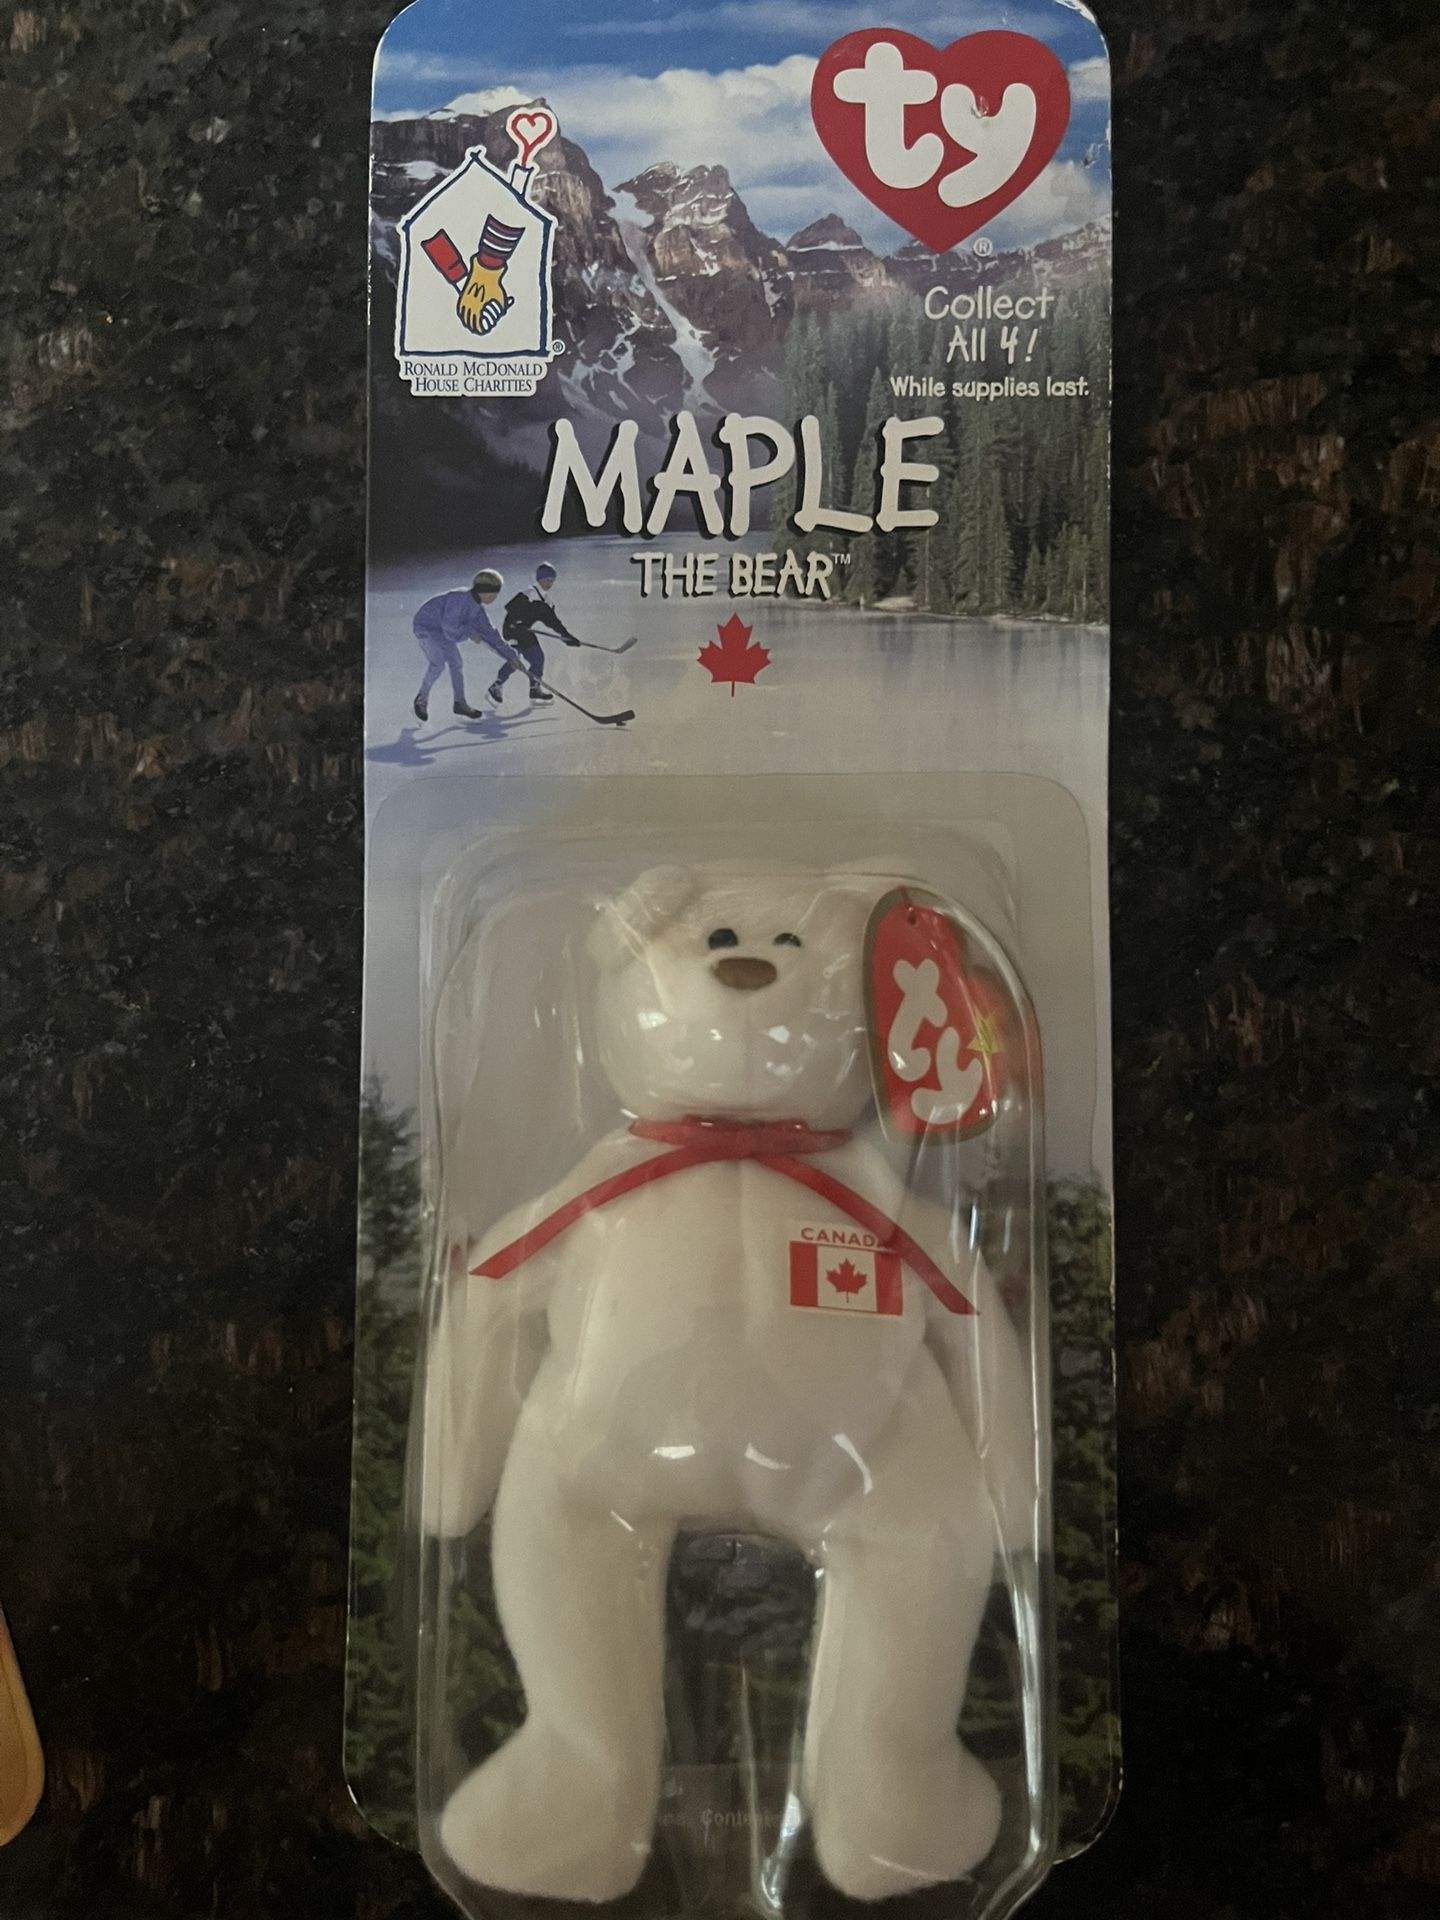 ty
®
Collect
All 4!
While supplies last.
M
®
RONALD MCDONALD
HOUSE CHARITIES
MAPLE
THE BEAR™
ty
CANADA